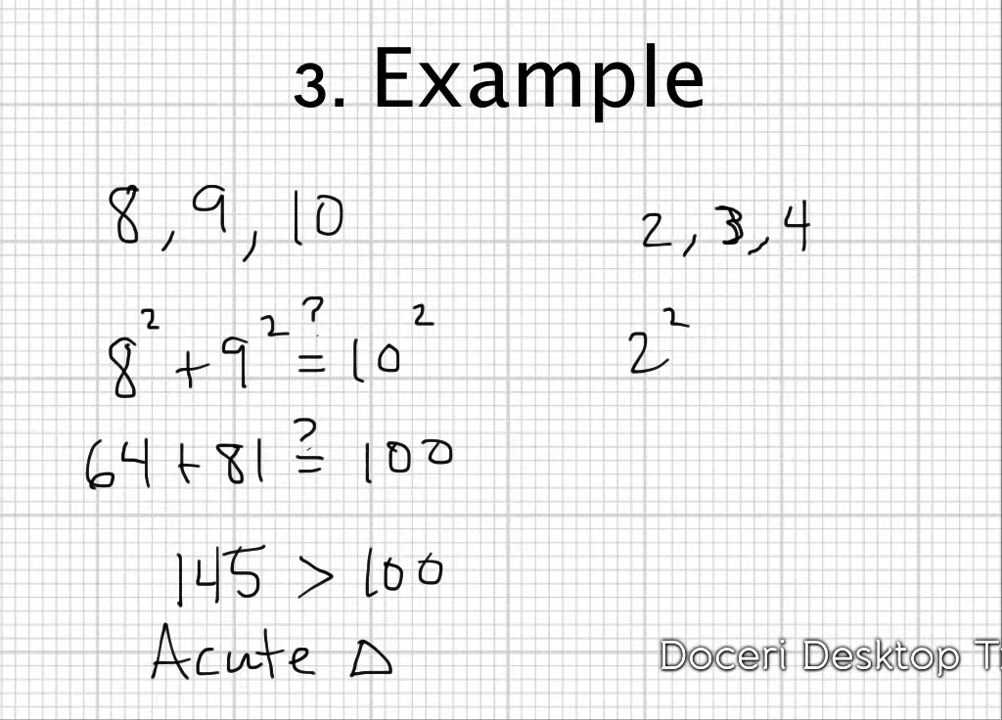 3. Example
8, 9, 10
8² + 9² ≟ 10²
64 + 81 ≟ 100
145 > 100
Acute △
2, 3, 4
2²
Doceri Desktop